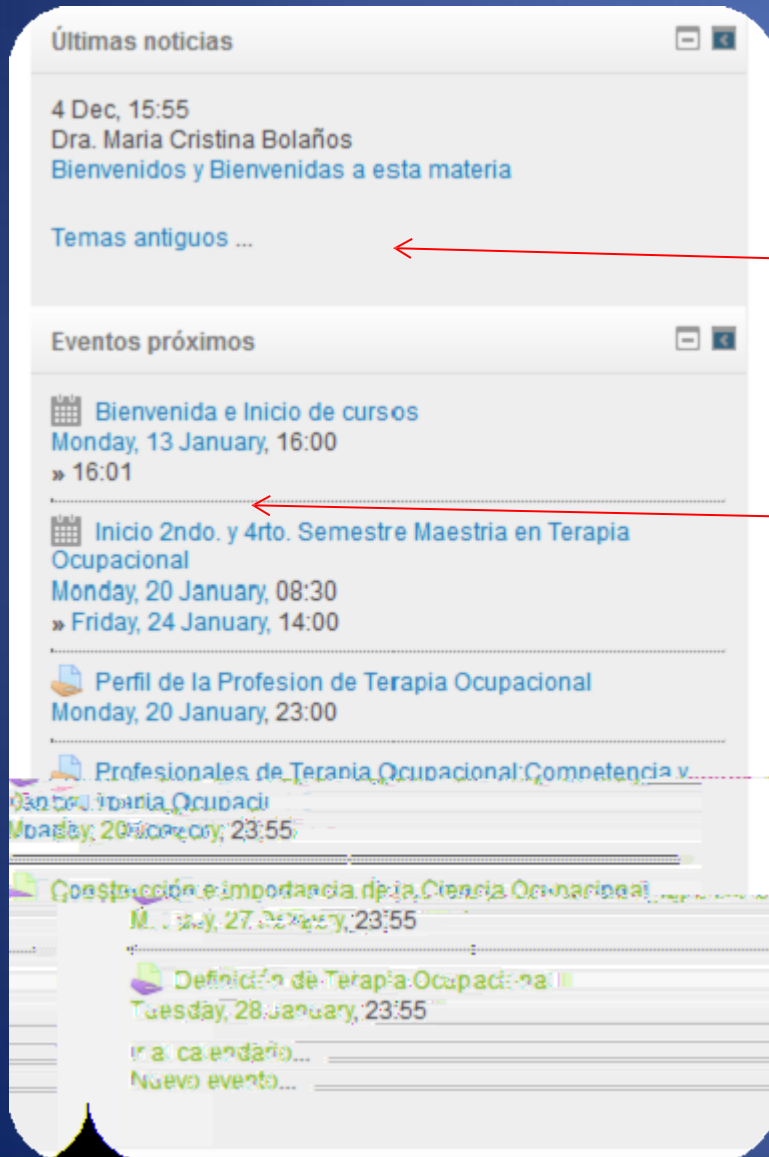 Últimas noticias
4 Dec, 15:55
Dra. Maria Cristina Bolaños
Bienvenidos y Bienvenidas a esta materia
Temas antiguos ...
Eventos próximos
Bienvenida e Inicio de cursos
Monday, 13 January, 16:00
» 16:01
Inicio 2ndo. y 4rto. Semestre Maestria en Terapia
Ocupacional
Monday, 20 January, 08:30
» Friday, 24 January, 14:00
Perfil de la Profesion de Terapia Ocupacional
Monday, 20 January, 23:00
Profesionales de Terapia Ocupacional:Competencia y
23:55
Construcción e importancia de la Ciencia Ocupacional
27 23:55
Definición de Terapia Ocupacional
Tuesday, 28 January, 23:55
Ir al calendario...
Nuevo evento...